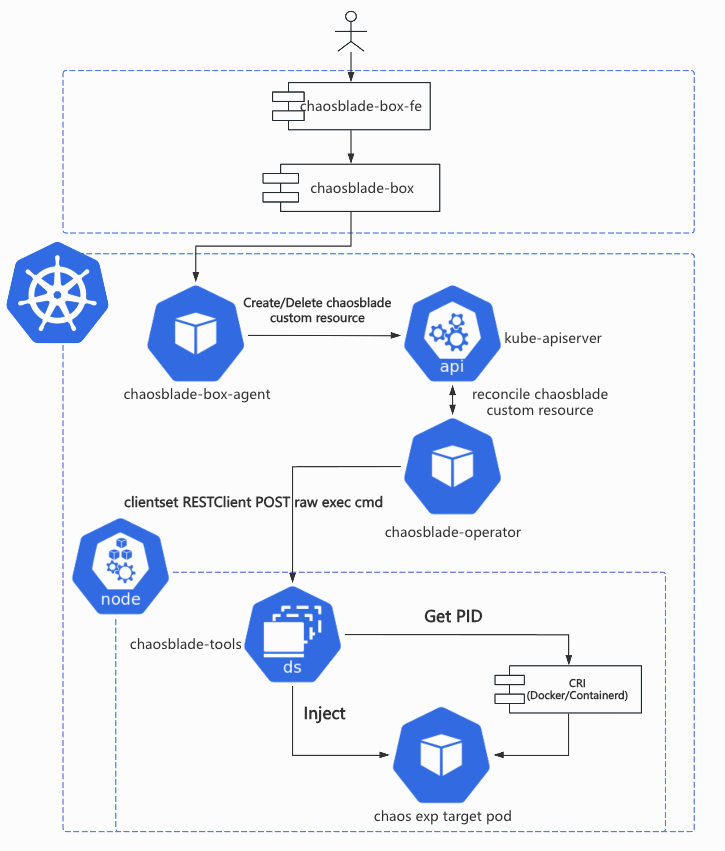 chaosblade-box-fe
chaosblade-box
Create/Delete chaosblade
custom resource
api
kube-apiserver
chaosblade-box-agent
reconcile chaosblade
custom resource
clientset RESTClient POST raw exec cmd
chaosblade-operator
node
chaosblade-tools
ds
Get PID
CRI
(Docker/Containerd)
Inject
chaos exp target pod